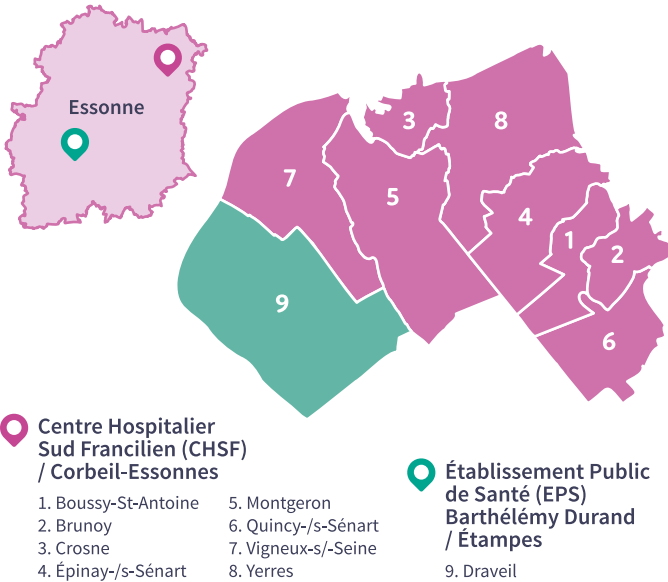 Essonne
3
8
7
5
4
1
2
9
6
Centre Hospitalier
Sud Francilien (CHSF)
/ Corbeil-Essonnes
1. Boussy-St-Antoine
2. Brunoy
3. Crosne
4. Épinay-/s-Sénart
5. Montgeron
6. Quincy-/s-Sénart
7. Vigneux-s/-Seine
8. Yerres
Établissement Public
de Santé (EPS)
Barthélémy Durand
/ Étampes
9. Draveil